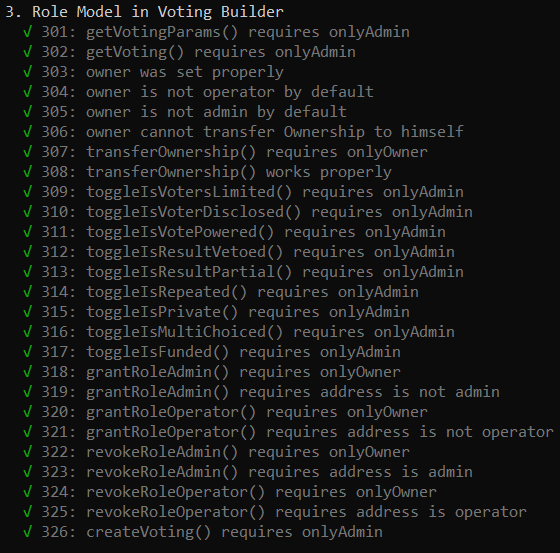 3. Role Model in Voting Builder
√ 301: getVotingParams() requires onlyAdmin
√ 302: getVoting() requires onlyAdmin
√ 303: owner was set properly
√ 304: owner is not operator by default
√ 305: owner is not admin by default
√ 306: owner cannot transfer Ownership to himself
√ 307: transferOwnership() requires onlyOwner
√ 308: transferOwnership() works properly
√ 309: toggleIsVotersLimited() requires onlyAdmin
√ 310: toggleIsVoterDisclosed() requires onlyAdmin
√ 311: toggleIsVotePowered() requires onlyAdmin
√ 312: toggleIsResultVetoed() requires onlyAdmin
√ 313: toggleIsResultPartial() requires onlyAdmin
√ 314: toggleIsRepeated() requires onlyAdmin
√ 315: toggleIsPrivate() requires onlyAdmin
√ 316: toggleIsMultiChoiced() requires onlyAdmin
√ 317: toggleIsFunded() requires onlyAdmin
√ 318: grantRoleAdmin() requires onlyOwner
√ 319: grantRoleAdmin() requires address is not admin
√ 320: grantRoleOperator() requires onlyOwner
√ 321: grantRoleOperator() requires address is not operator
√ 322: revokeRoleAdmin() requires onlyOwner
√ 323: revokeRoleAdmin() requires address is admin
√ 324: revokeRoleOperator() requires onlyOwner
√ 325: revokeRoleOperator() requires address is operator
√ 326: createVoting() requires onlyAdmin